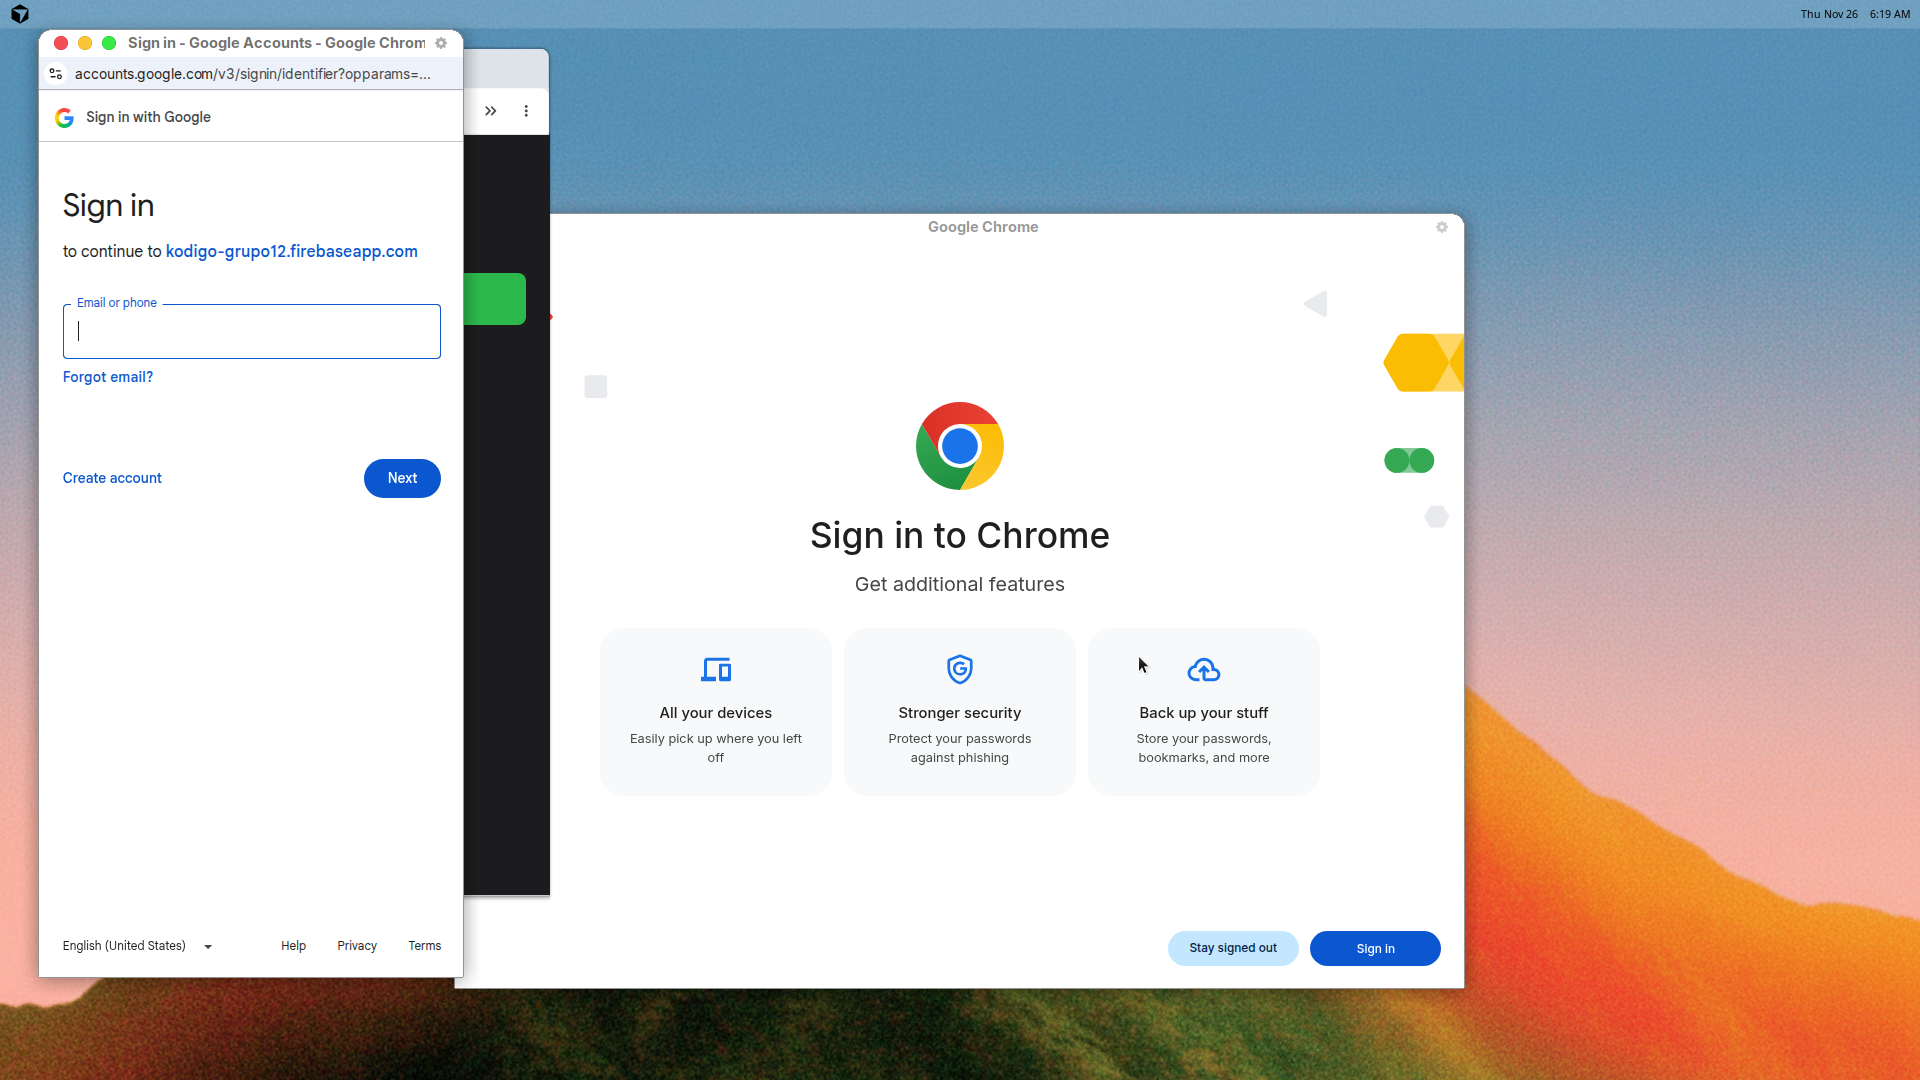 Thu Nov 26 6:19 AM
Sign in - Google Accounts - Google Chrom
accounts.google.com/v3/signin/identifier?opparams=...
Sign in with Google
Sign in
to continue to kodigo-grupo12.firebaseapp.com
Email or phone
Forgot email?
Create account
Next
English (United States)
Help
Privacy
Terms
Google Chrome
Sign in to Chrome
Get additional features
All your devices
Easily pick up where you left
off
Stronger security
Protect your passwords
against phishing
Back up your stuff
Store your passwords,
bookmarks, and more
Stay signed out
Sign in